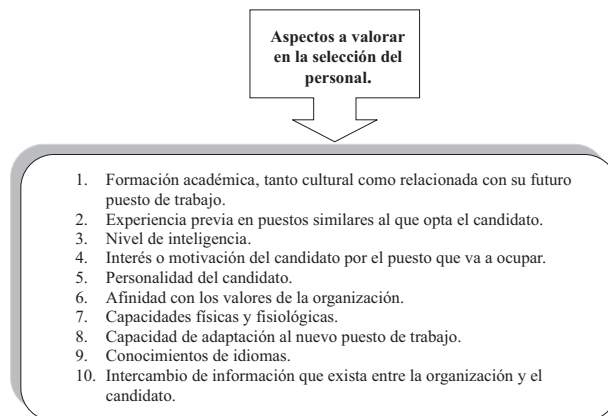 Aspectos a valorar
en la selección del
personal.
1. Formación académica, tanto cultural como relacionada con su futuro
puesto de trabajo.
2. Experiencia previa en puestos similares al que opta el candidato.
3. Nivel de inteligencia.
4. Interés o motivación del candidato por el puesto que va a ocupar.
5. Personalidad del candidato.
6. Afinidad con los valores de la organización.
7. Capacidades físicas y fisiológicas.
8. Capacidad de adaptación al nuevo puesto de trabajo.
9. Conocimientos de idiomas.
10. Intercambio de información que exista entre la organización y el
candidato.